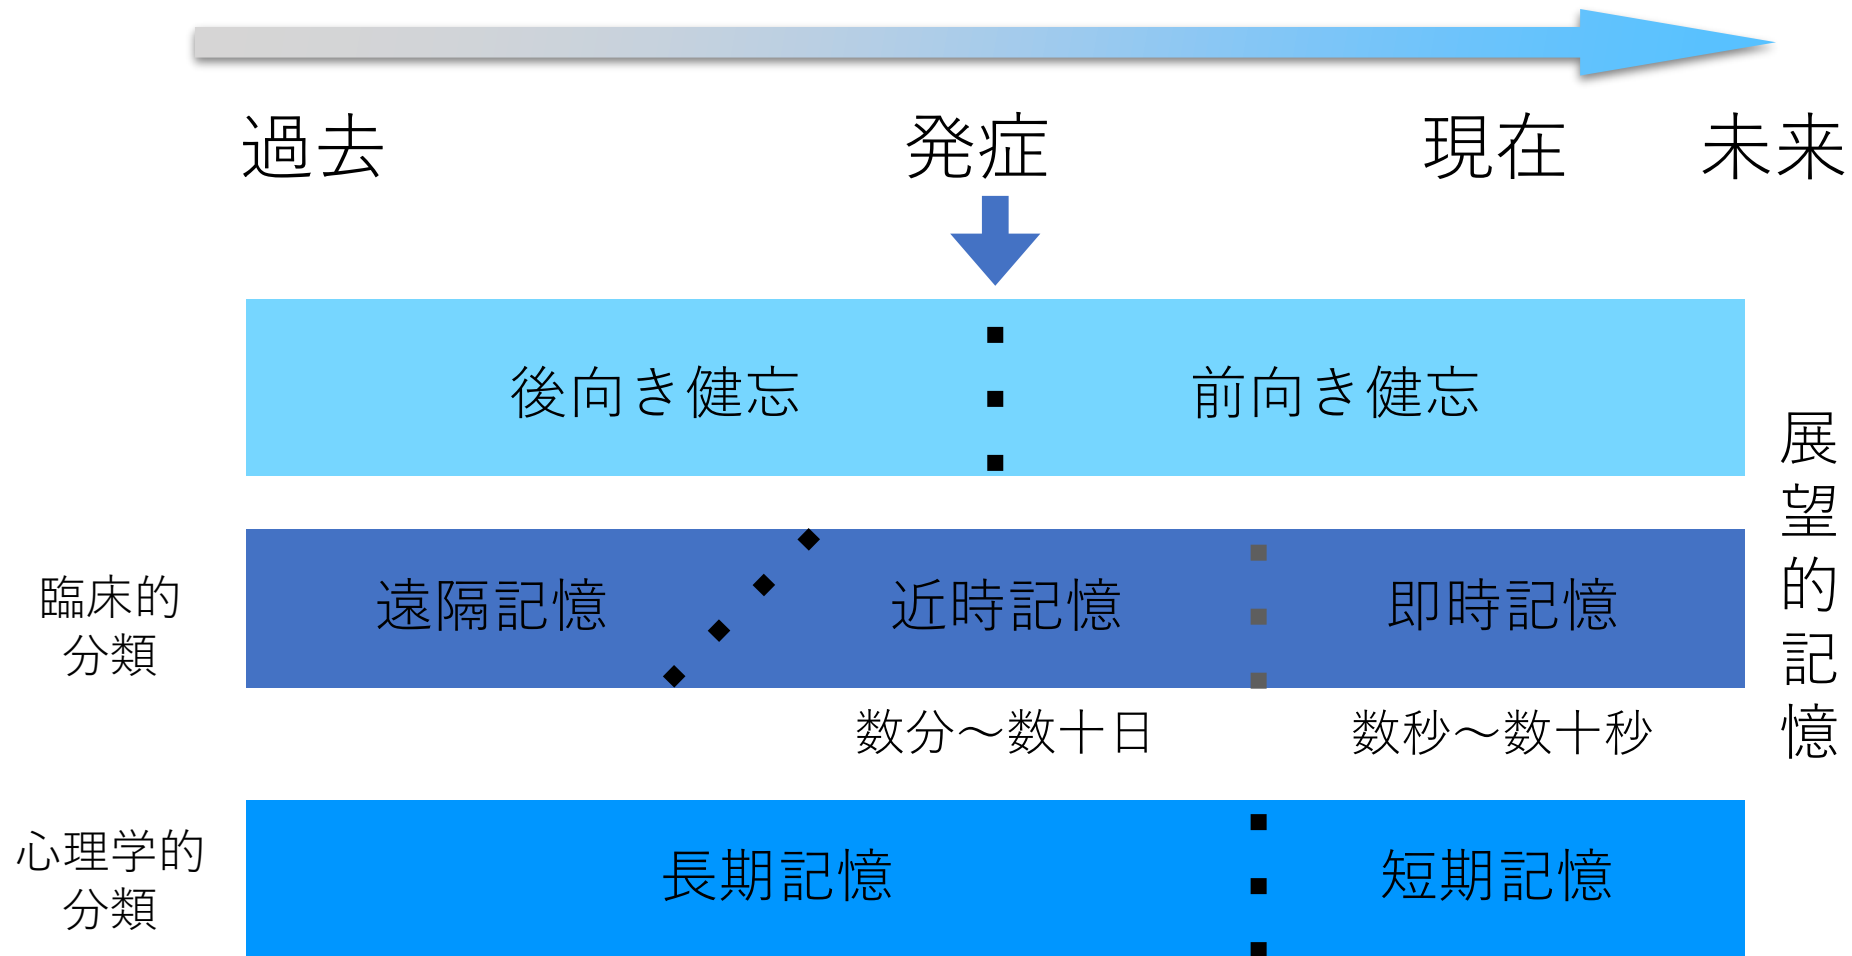 過去 発症 現在 未来
後向き健忘 前向き健忘
展望的記憶
臨床的
分類
遠隔記憶 近時記憶 即時記憶
数分～数十日 数秒～数十秒
心理学的
分類
長期記憶 短期記憶